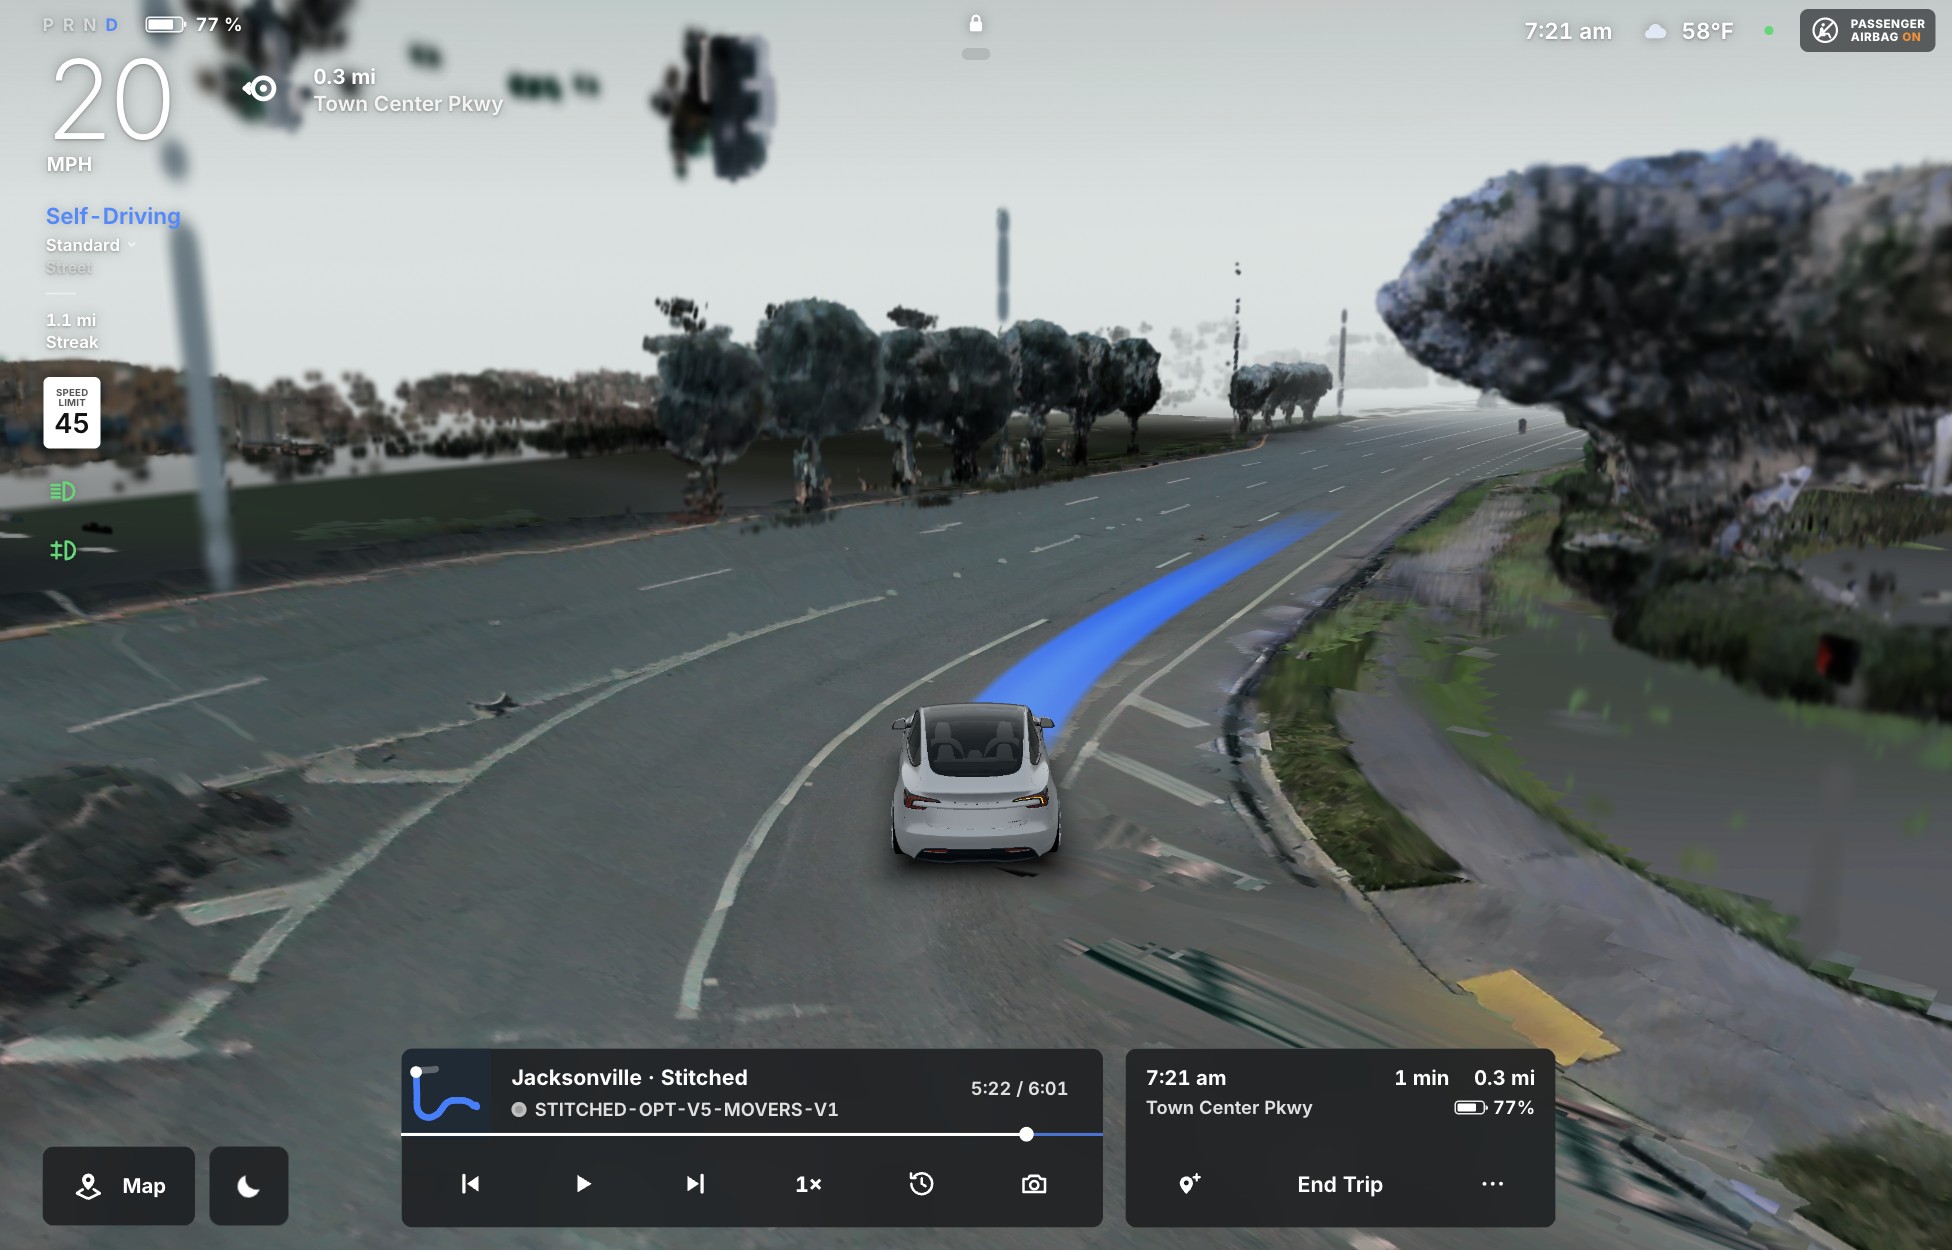 P R N D
77 %
7:21 am
58°F
PASSENGER
AIRBAG ON
20
MPH
0.3 mi
Town Center Pkwy
Self-Driving
Standard
Street
1.1 mi
Streak
SPEED
LIMIT
45
Jacksonville · Stitched
STITCHED-OPT-V5-MOVERS-V1
5:22 / 6:01
1×
7:21 am
1 min
0.3 mi
Town Center Pkwy
77%
End Trip
Map